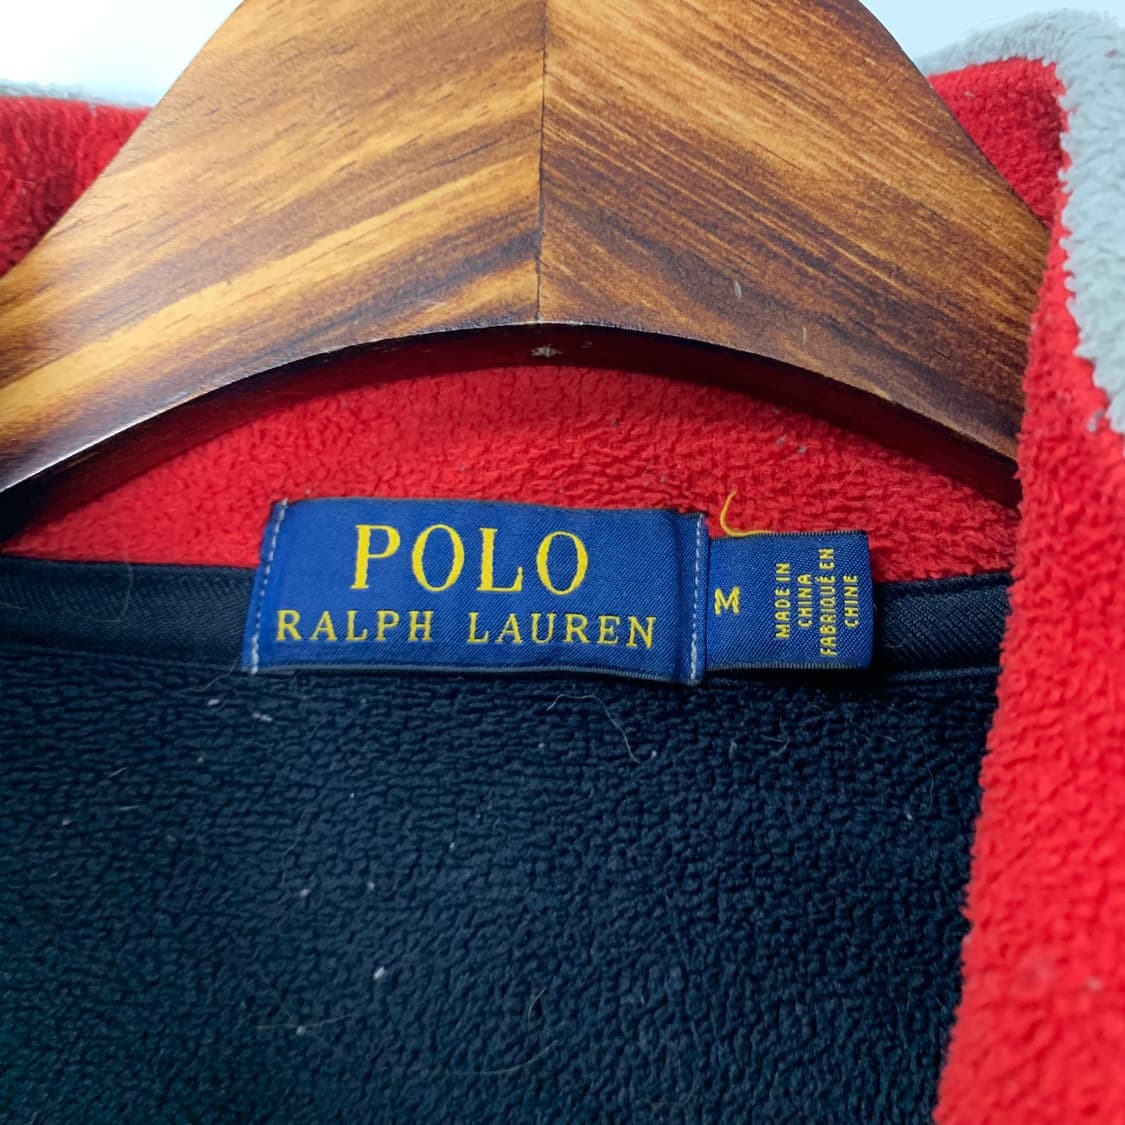 POLO
RALPH LAUREN
M
MADE IN
CHINA
FABRIQUÉ EN
CHINE